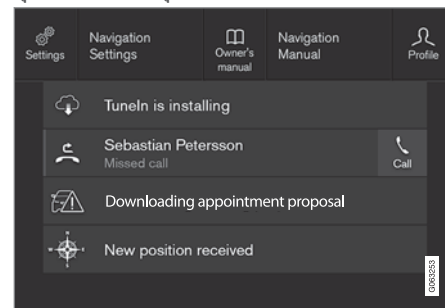 Settings
Navigation
Settings
Owner's
manual
Navigation
Manual
Profile
TuneIn is installing
Sebastian Petersson
Missed call
Call
Downloading appointment proposal
New position received
G063253